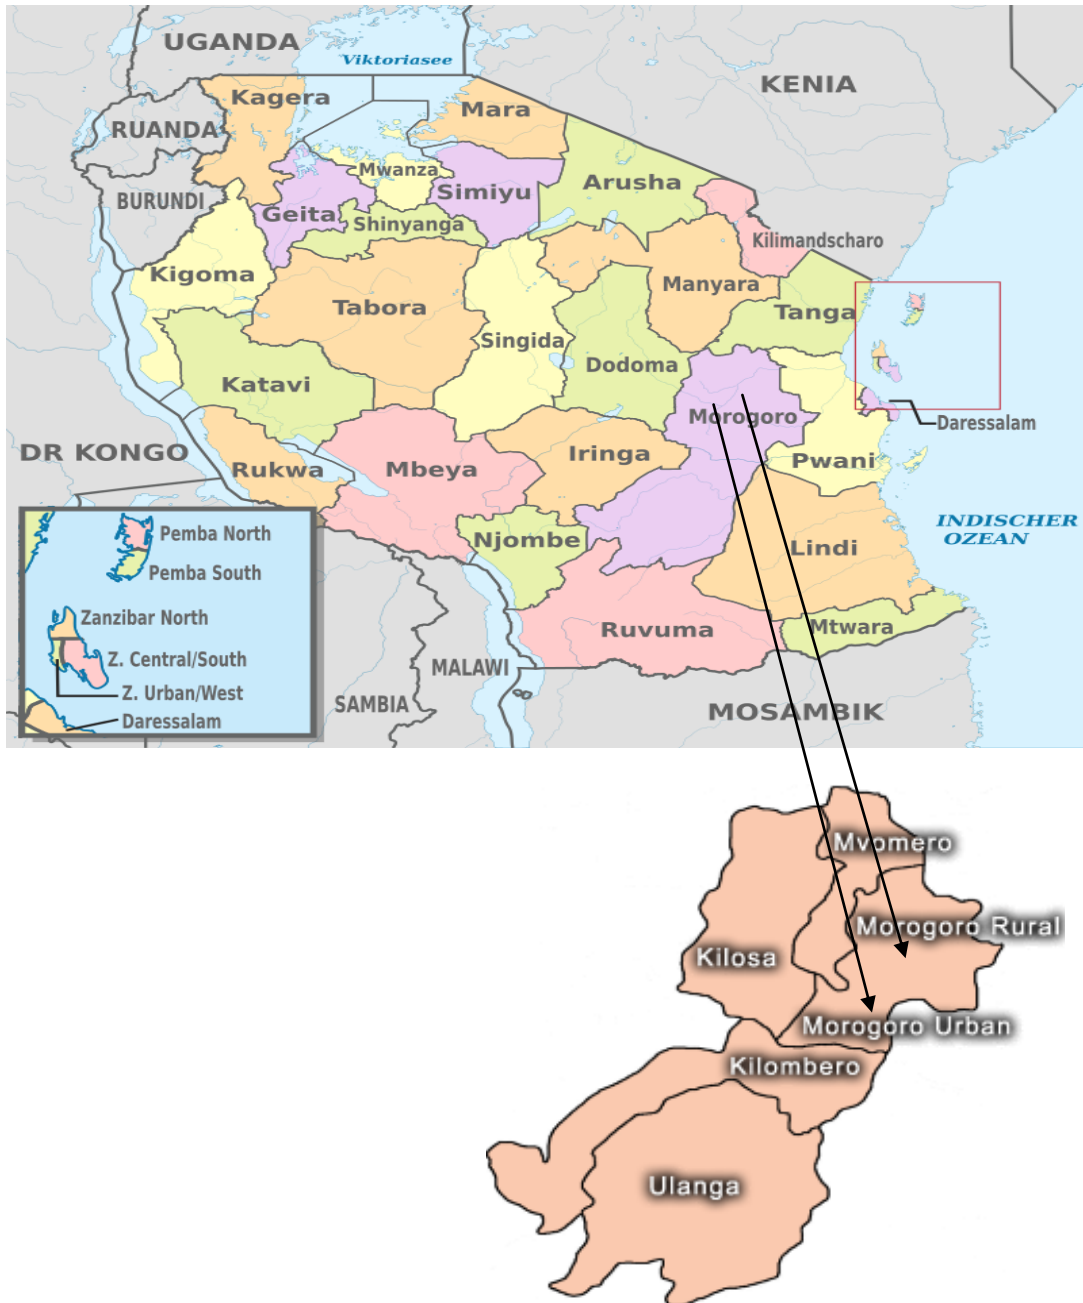 UGANDA
Viktoriasee
KENIA
Kagera
Mara
RUANDA
Mwanza
Simiyu
Arusha
BURUNDI
Geita
Shinyanga
Kilimandscharo
Kigoma
Manyara
Tabora
Tanga
Singida
Dodoma
Katavi
Morogoro
Daressalam
DR KONGO
Rukwa
Mbeya
Iringa
Pwani
INDISCHER
OZEAN
Njombe
Lindi
Pemba North
Pemba South
Zanzibar North
Z. Central/South
Z. Urban/West
Daressalam
Ruvuma
Mtwara
MALAWI
SAMBIA
MOSAMBIK
Mvomero
Morogoro Rural
Kilosa
Morogoro Urban
Kilombero
Ulanga